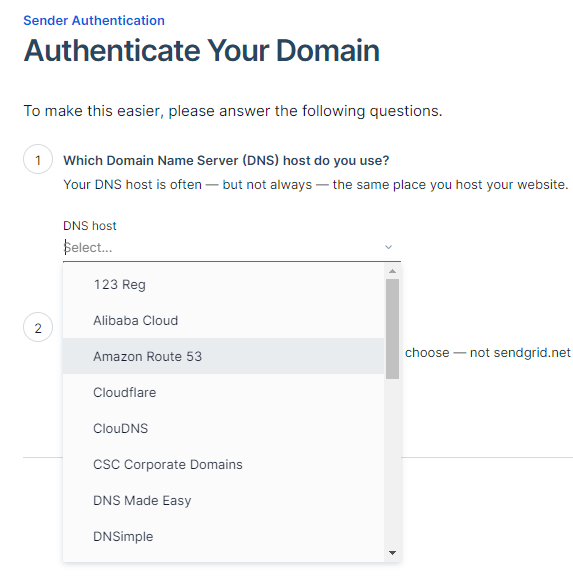 Sender Authentication
Authenticate Your Domain
To make this easier, please answer the following questions.
1 Which Domain Name Server (DNS) host do you use?
Your DNS host is often — but not always — the same place you host your website.
DNS host
Select...
123 Reg
Alibaba Cloud
2
Amazon Route 53
choose — not sendgrid.net
Cloudflare
ClouDNS
CSC Corporate Domains
DNS Made Easy
DNSimple